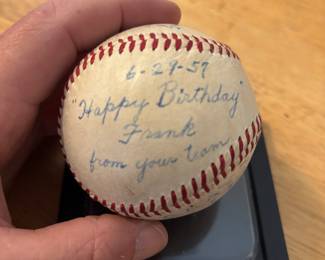 6-29-57
"Happy Birthday"
Frank
from your team